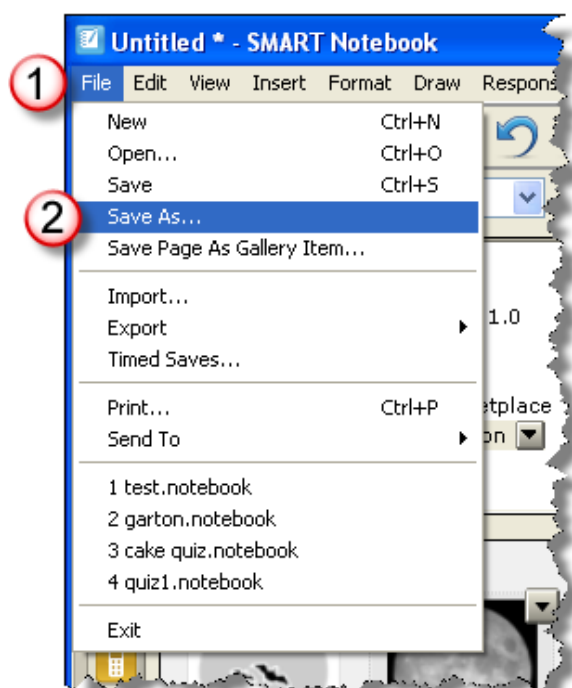 Untitled * - SMART Notebook
1
File Edit View Insert Format Draw Respons
New Ctrl+N
Open... Ctrl+O
Save Ctrl+S
2
Save As...
Save Page As Gallery Item...
Import...
Export
1.0
Timed Saves...
Print... Ctrl+P
etplace
Send To
on
1 test.notebook
2 garton.notebook
3 cake quiz.notebook
4 quiz1.notebook
Exit